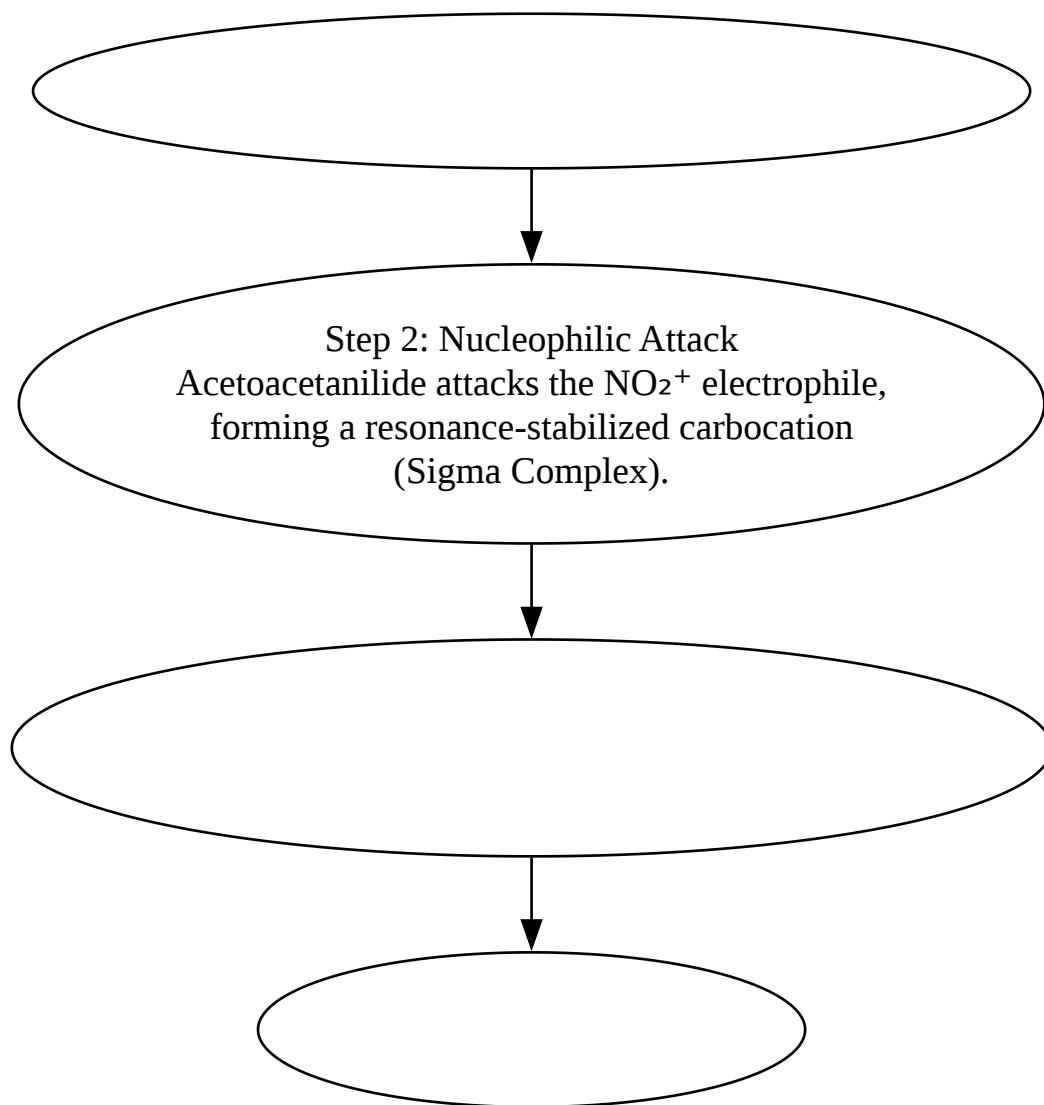 Step 2: Nucleophilic Attack
Acetoacetanilide attacks the NO₂⁺ electrophile,
forming a resonance-stabilized carbocation
(Sigma Complex).